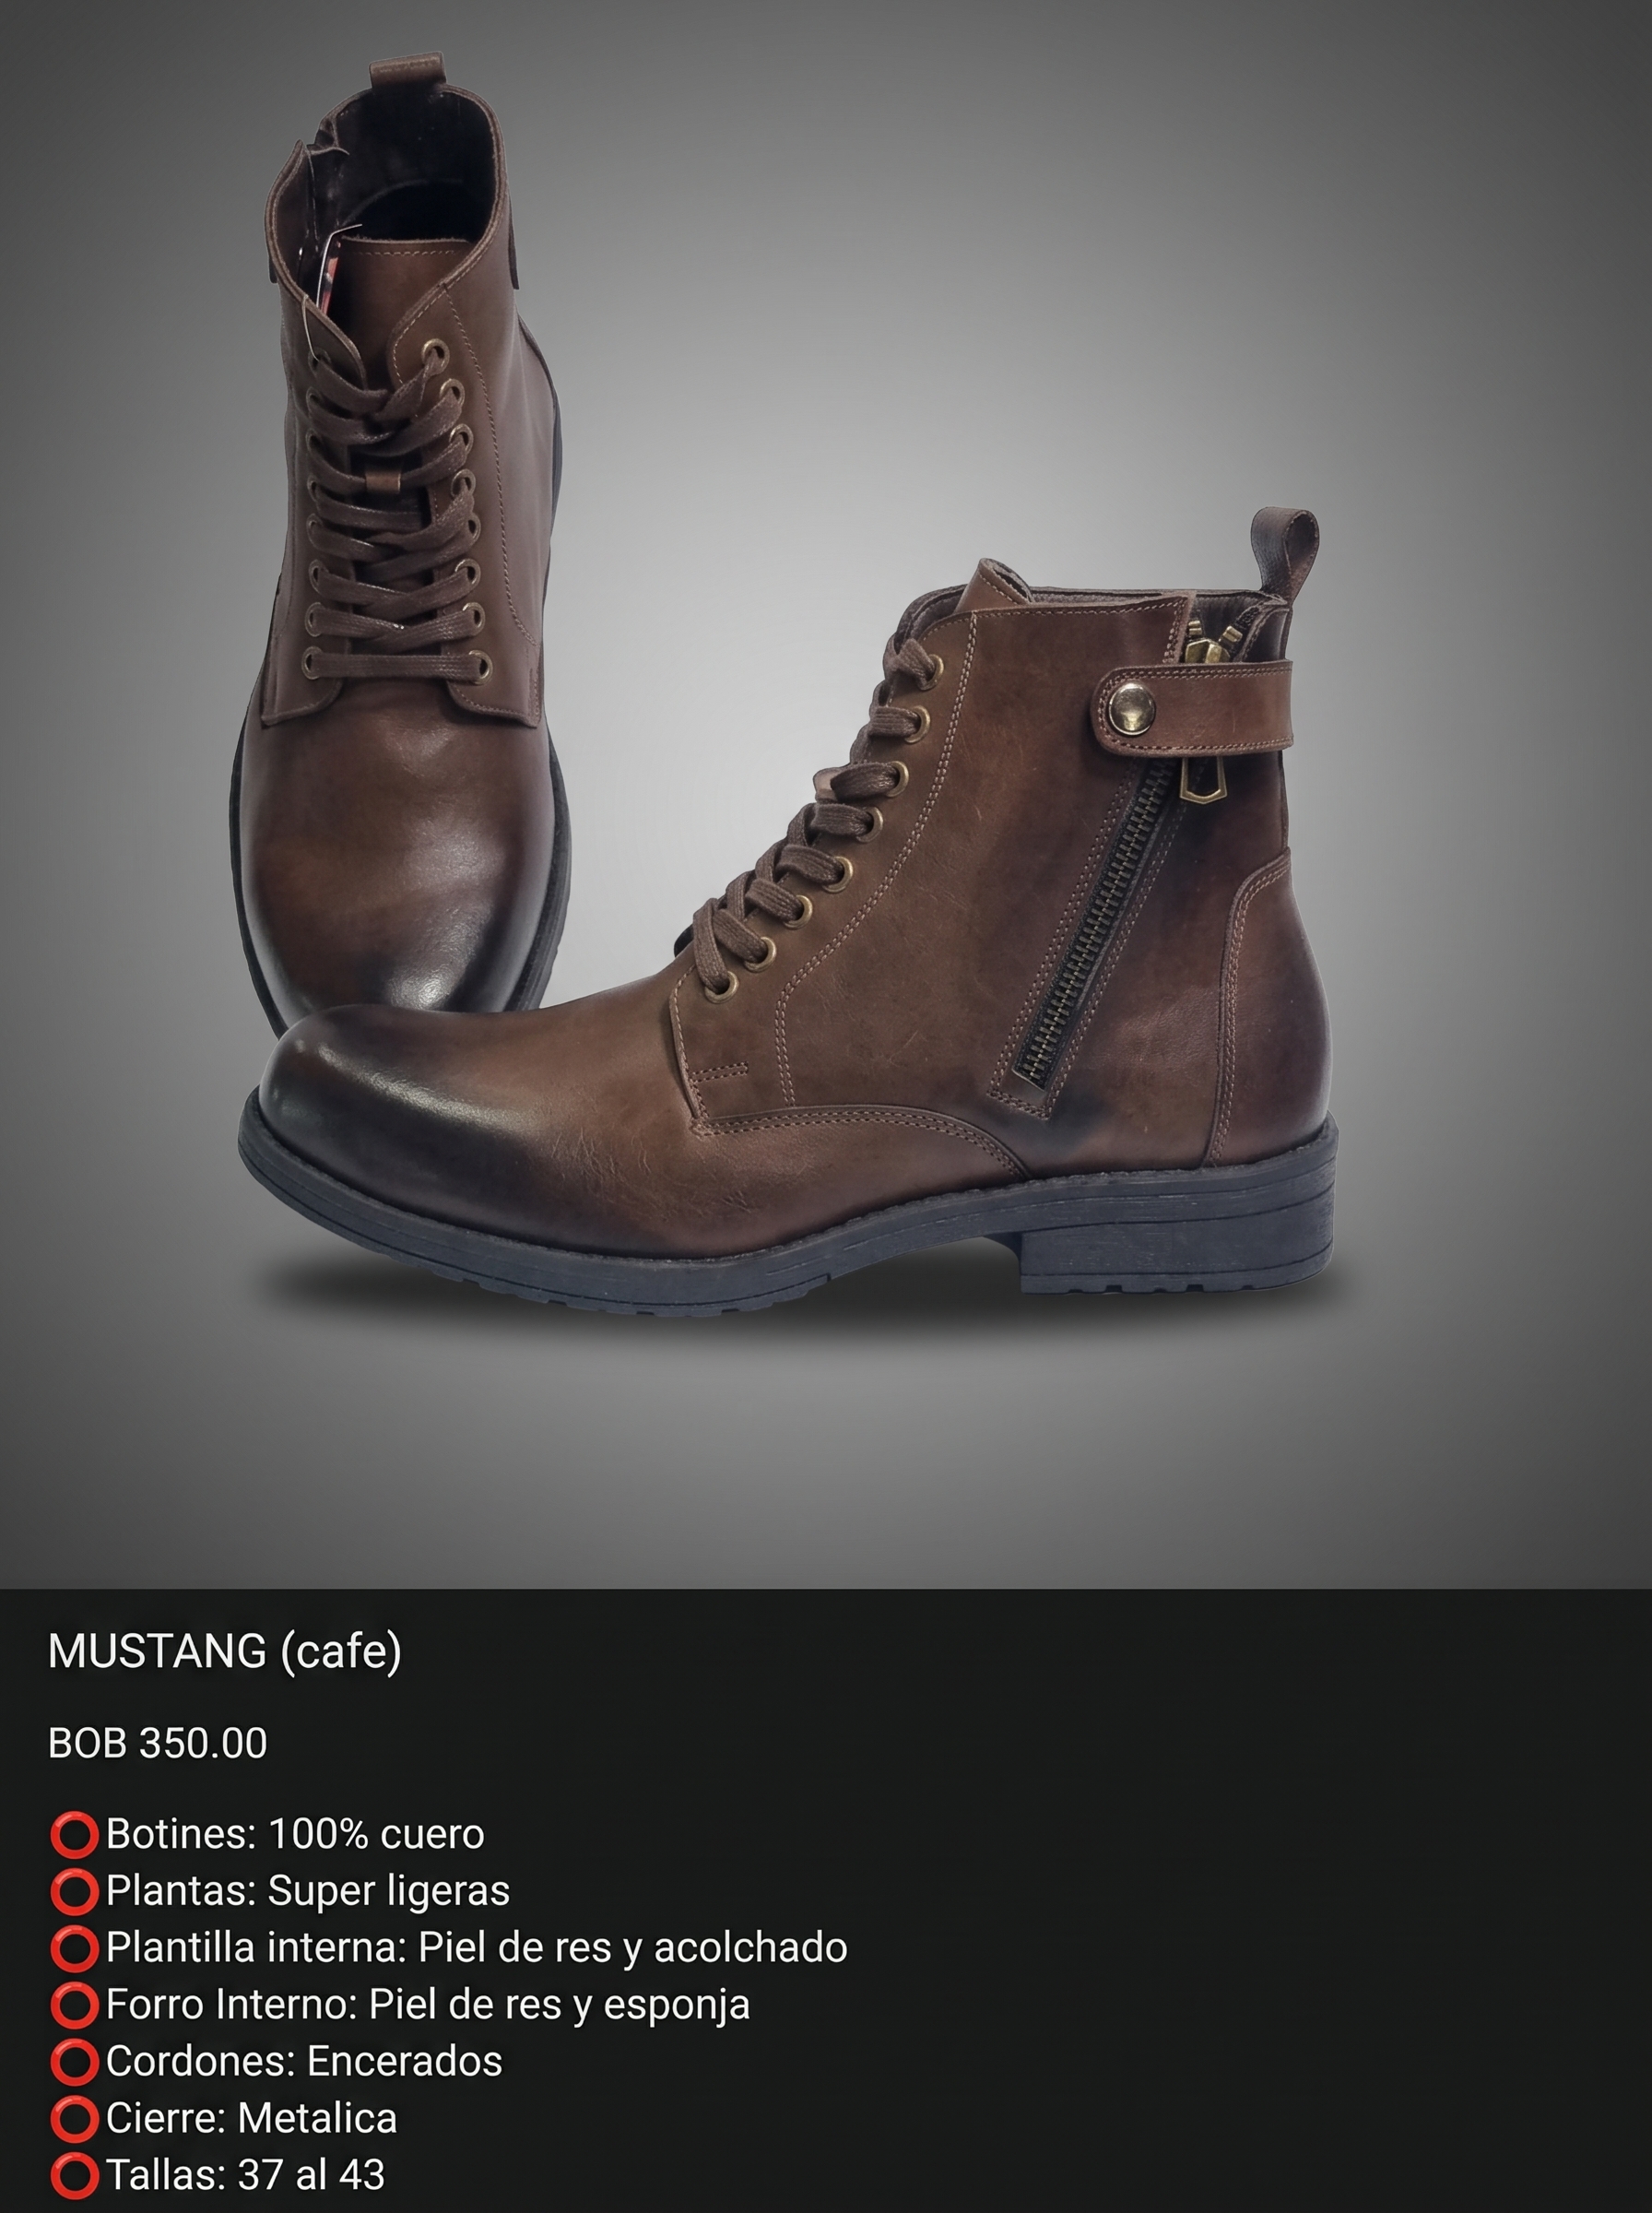 MUSTANG (cafe)
BOB 350.00
⭕Botines: 100% cuero
⭕Plantas: Super ligeras
⭕Plantilla interna: Piel de res y acolchado
⭕Forro Interno: Piel de res y esponja
⭕Cordones: Encerados
⭕Cierre: Metalica
⭕Tallas: 37 al 43